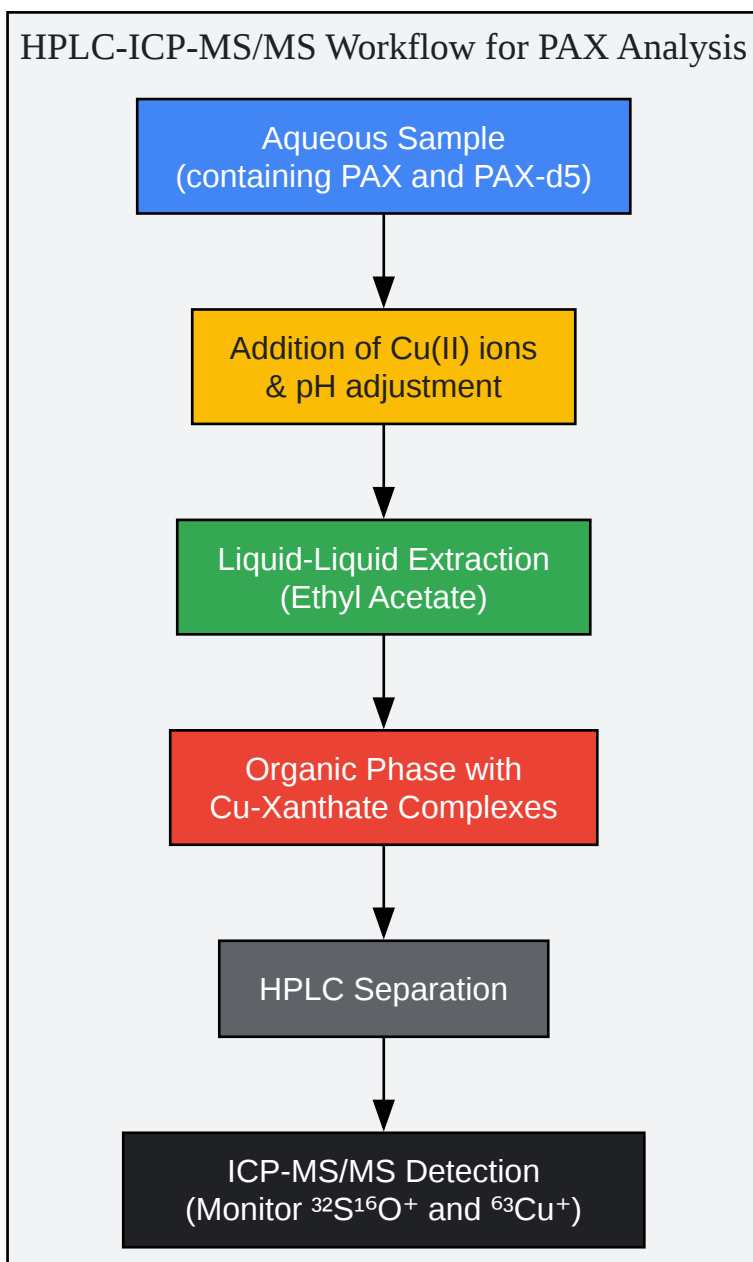 HPLC-ICP-MS/MS Workflow for PAX Analysis
Aqueous Sample
(containing PAX and PAX-d5)
Addition of Cu(II) ions
& pH adjustment
Liquid-Liquid Extraction
(Ethyl Acetate)
Organic Phase with
Cu-Xanthate Complexes
HPLC Separation
ICP-MS/MS Detection
(Monitor ³²S¹⁶O⁺ and ⁶³Cu⁺)